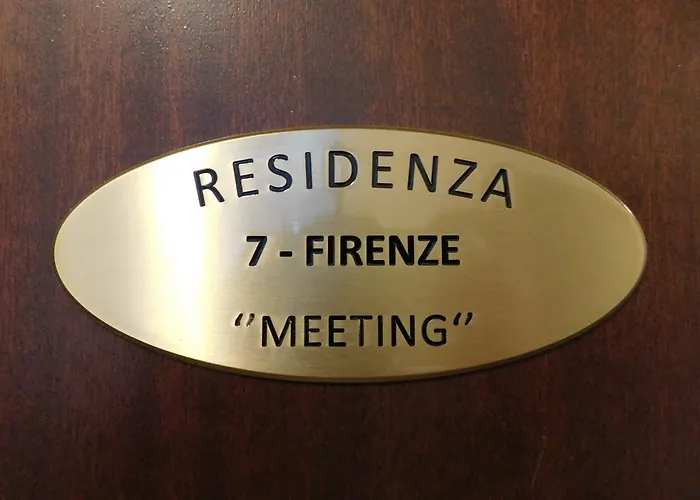 RESIDENZA
7 - FIRENZE
‘’MEETING‘’